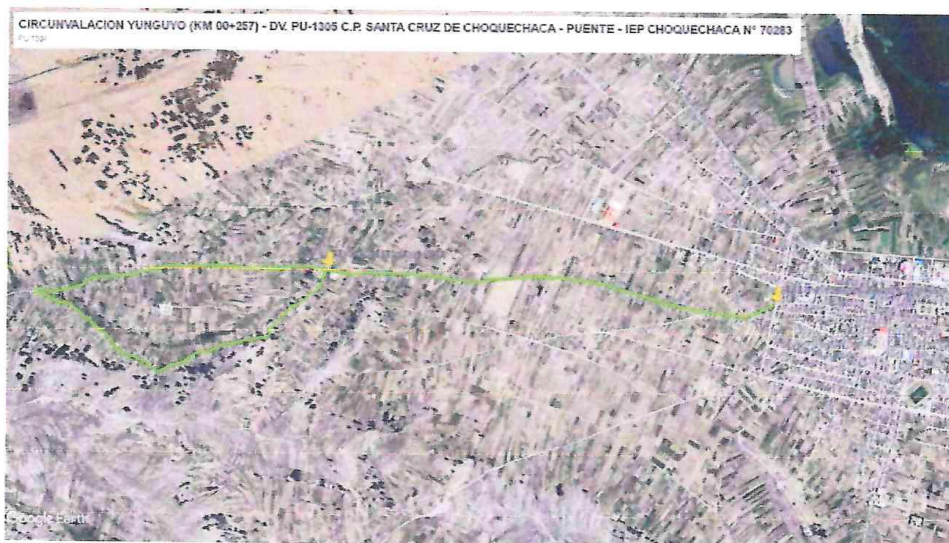 CIRCUNVALACION YUNGUYO (KM 00+257) - DV. PU-1305 C.P. SANTA CRUZ DE CHOQUECHACA - PUENTE - IEP CHOQUECHACA N° 70283
Google Earth